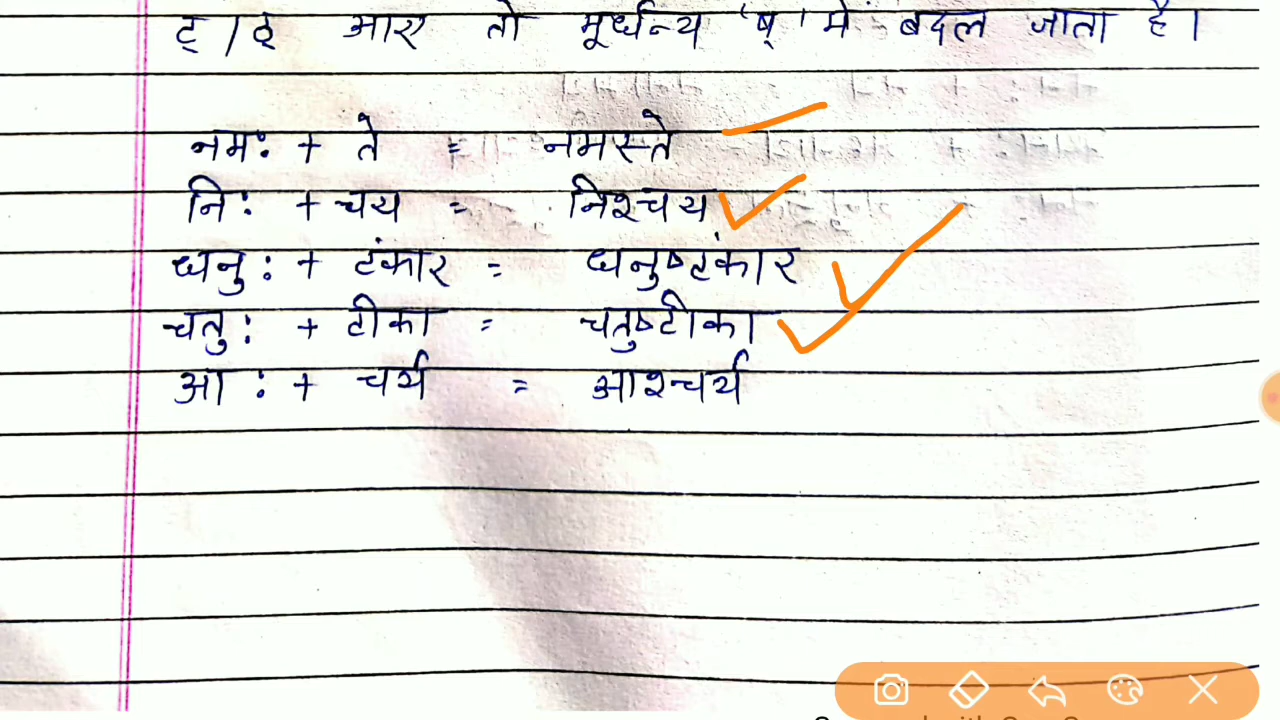 ट् / ठ् आए तो मूर्धन्य 'ष्' में बदल जाता है।
नमः + ते = नमस्ते
निः + चय = निश्चय
धनुः + टंकार = धनुष्टंकार
चतुः + टीका = चतुष्टीका
आः + चर्य = आश्चर्य